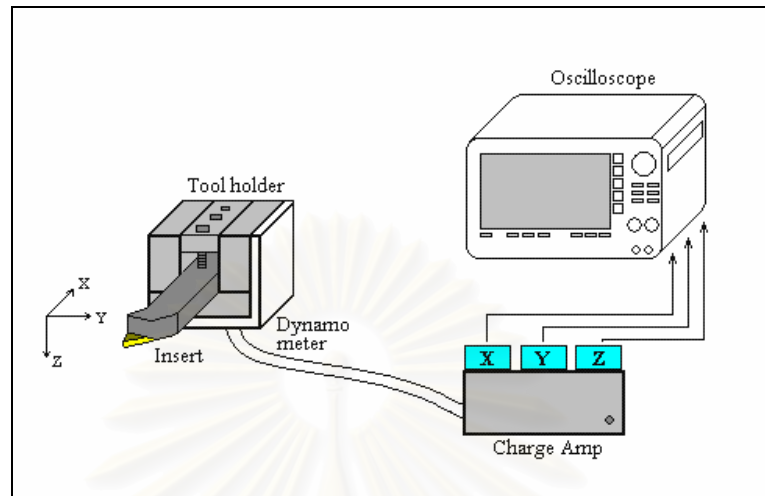 Oscilloscope
Tool holder
X
Y
Z
Insert
Dynamo
meter
X Y Z
Charge Amp